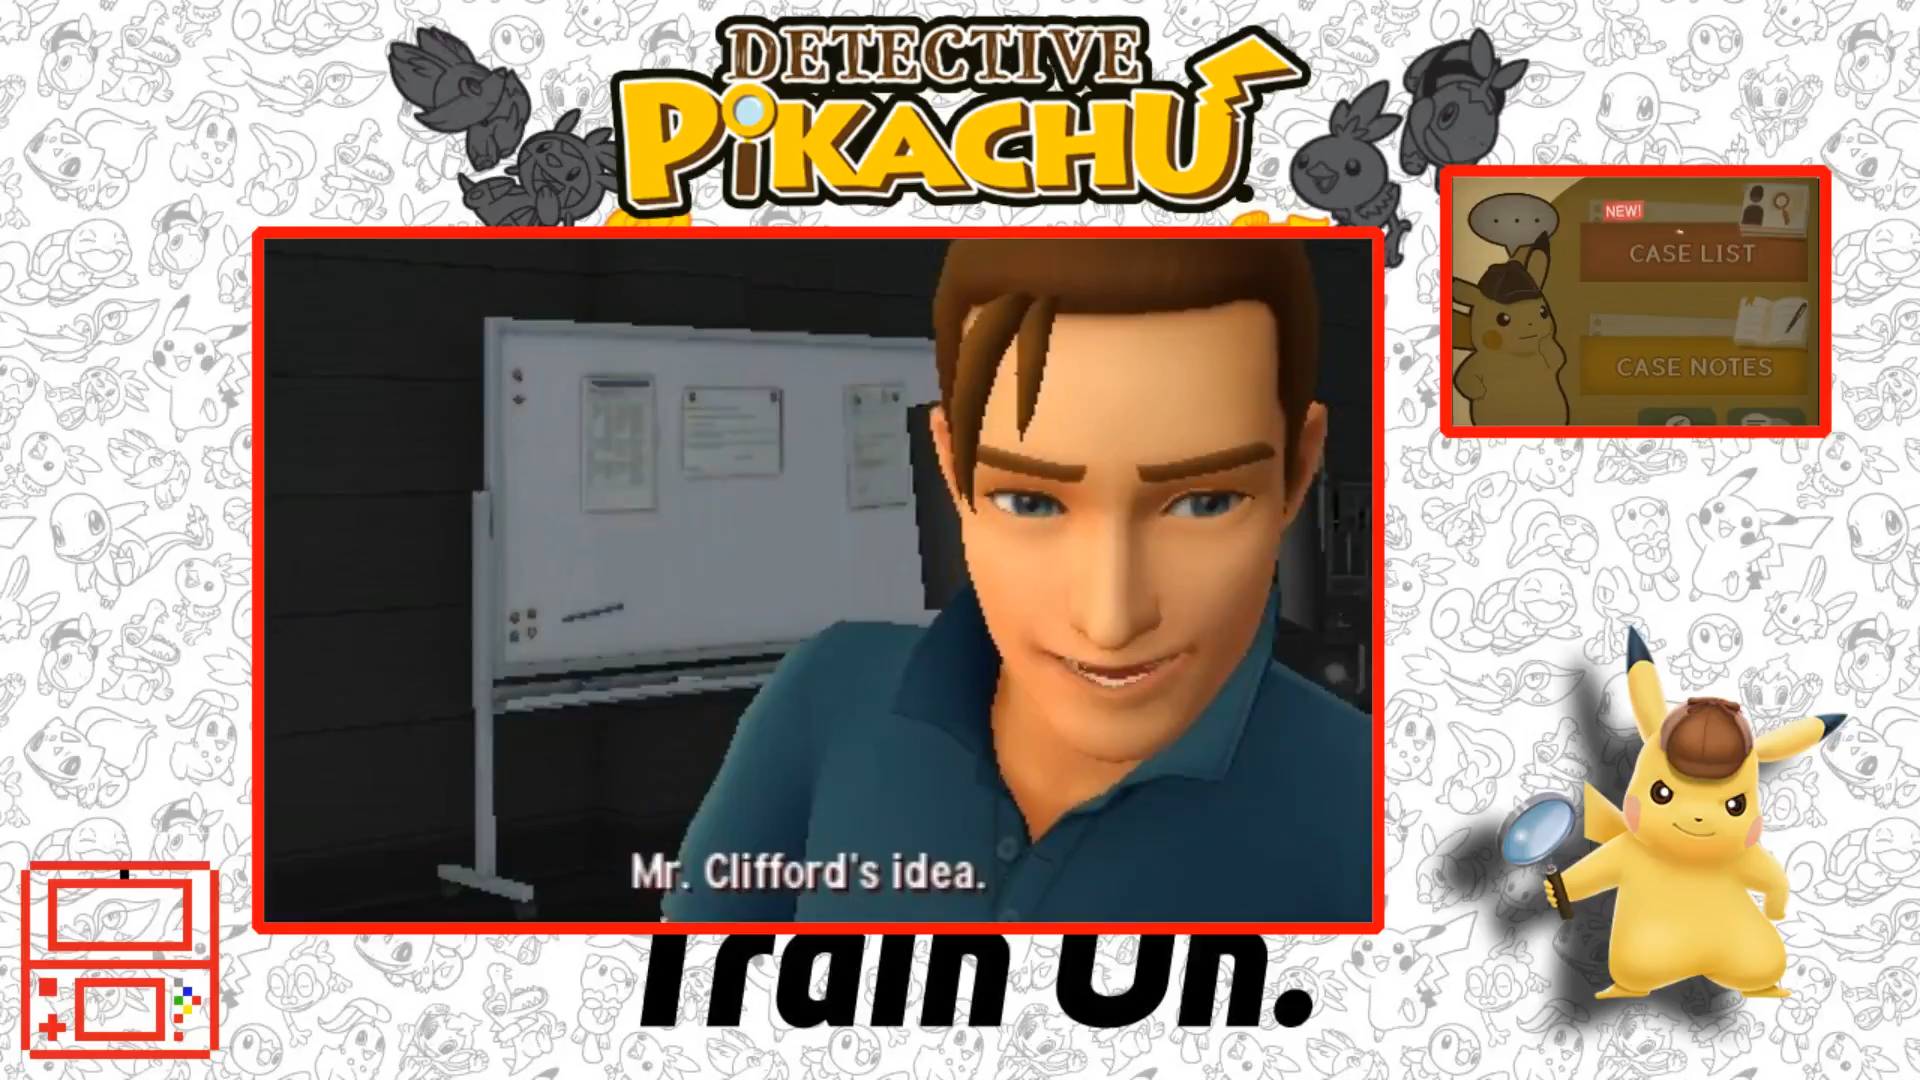 DETECTIVE
PiKACHU
NEW!
CASE LIST
CASE NOTES
Mr. Clifford's idea.
Train On.